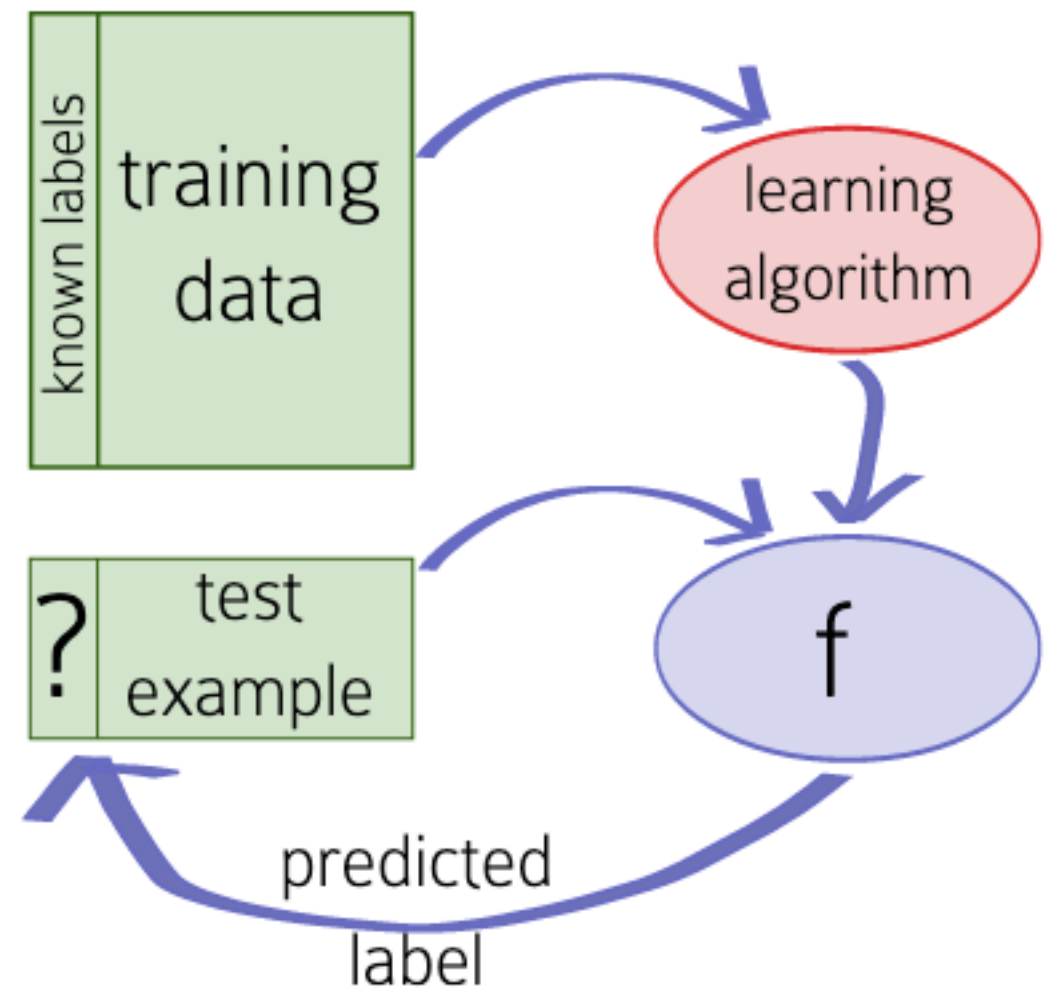 known labels
training
data
learning
algorithm
?
test
example
f
predicted
label